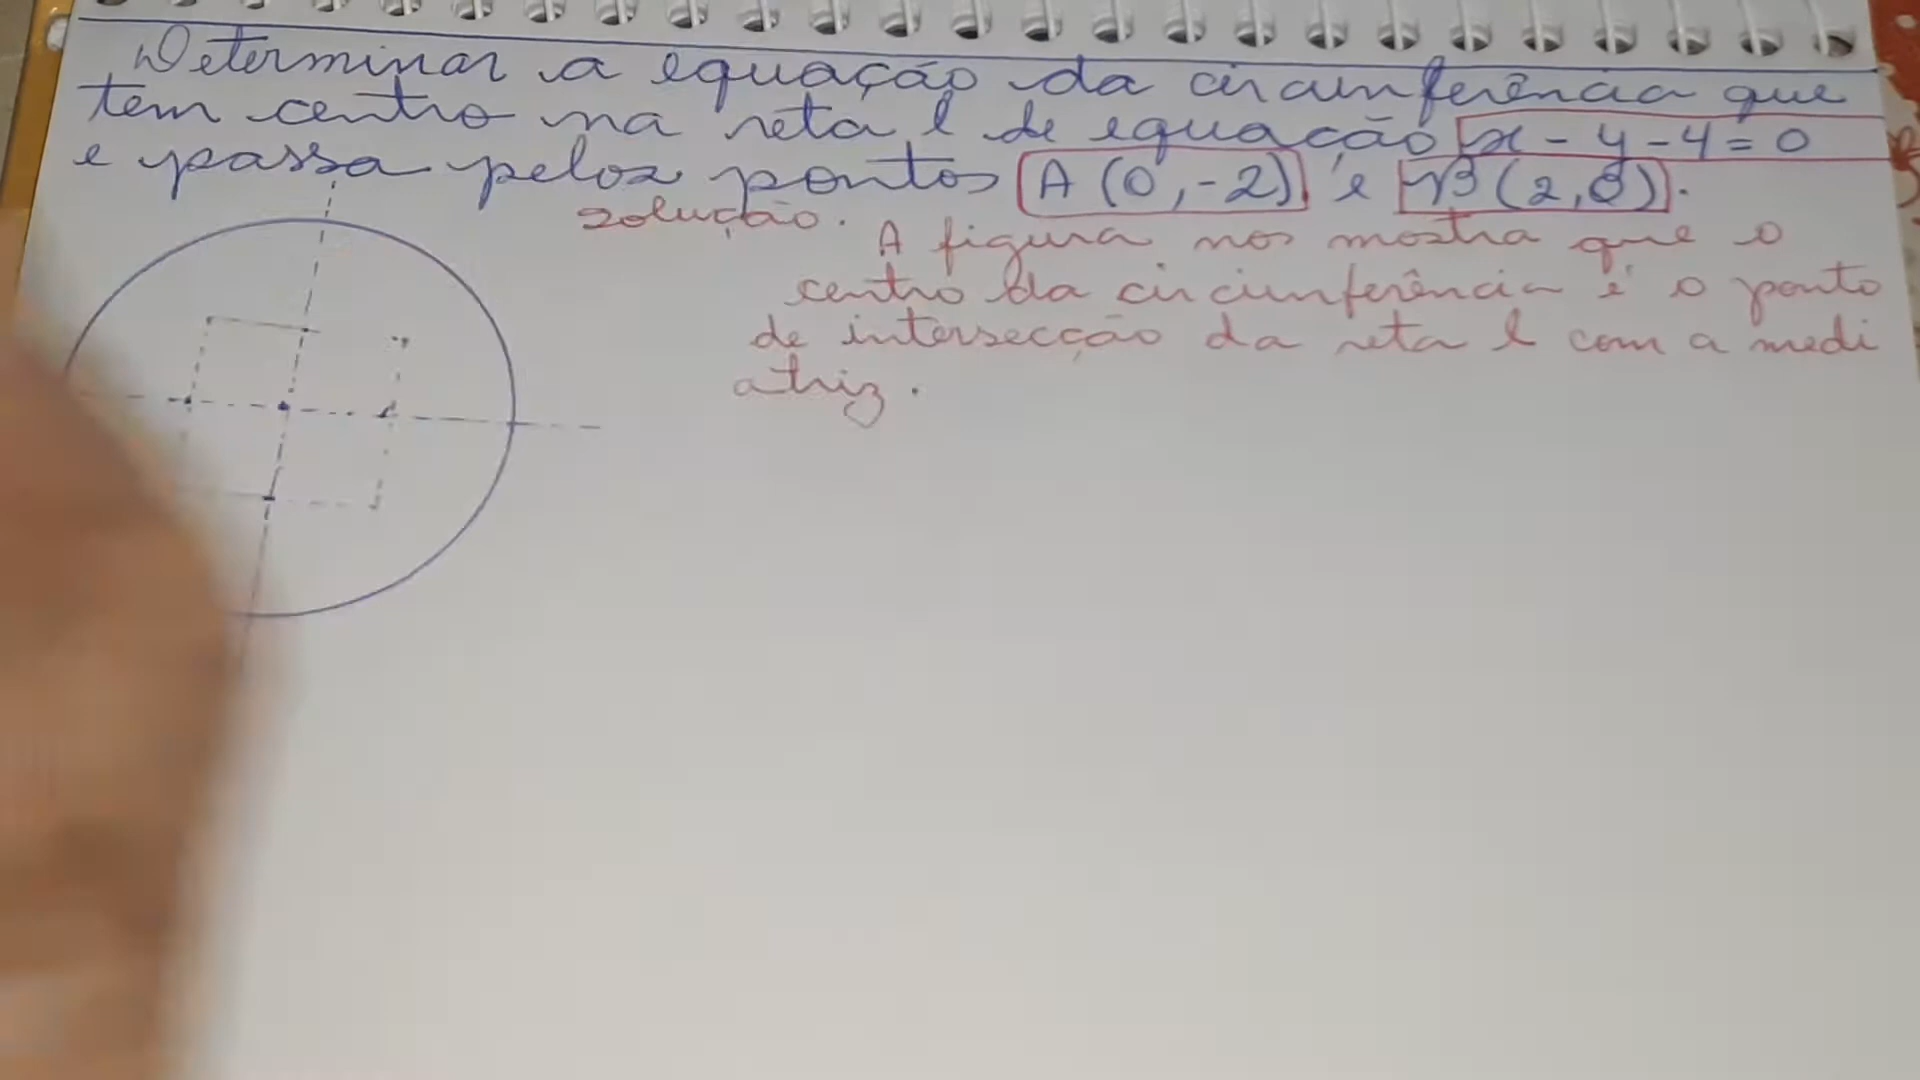 Determinar a equação da circunferência que
tem centro na reta l de equação x - y - 4 = 0
e passa pelos pontos A (0, -2) e B (2, 8).
solução.
A figura nos mostra que o
centro da circunferência é o ponto
de intersecção da reta l com a medi
atriz.